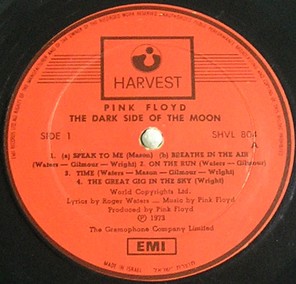 HARVEST
PINK FLOYD
THE DARK SIDE OF THE MOON
SIDE 1 SHVL 804
A
1. (a) SPEAK TO ME (Mason) (b) BREATHE IN THE AIR
(Waters — Gilmour — Wright) 2. ON THE RUN (Waters — Gilmour)
3. TIME (Waters — Mason — Gilmour — Wright)
4. THE GREAT GIG IN THE SKY (Wright)
World Copyrights Ltd.
Lyrics by Roger Waters — Music by Pink Floyd
Produced by Pink Floyd
℗ 1973
The Gramophone Company Limited
EMI
MADE IN ISRAEL